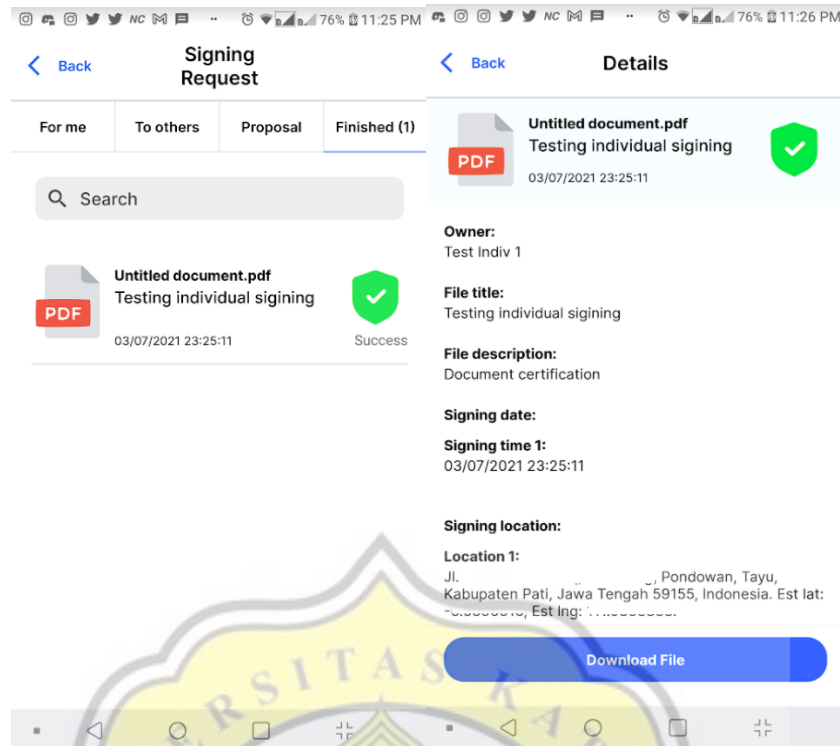 NC 76% 11:25 PM
Back
Signing
Request
For me
To others
Proposal
Finished (1)
Search
Untitled document.pdf
Testing individual sigining
PDF
03/07/2021 23:25:11
Success
NC 76% 11:26 PM
Back
Details
Untitled document.pdf
Testing individual sigining
PDF
03/07/2021 23:25:11
Owner:
Test Indiv 1
File title:
Testing individual sigining
File description:
Document certification
Signing date:
Signing time 1:
03/07/2021 23:25:11
Signing location:
Location 1:
Jl. , Pondowan, Tayu,
Kabupaten Pati, Jawa Tengah 59155, Indonesia. Est lat:
, Est lng:
Download File
ERSITAS KA